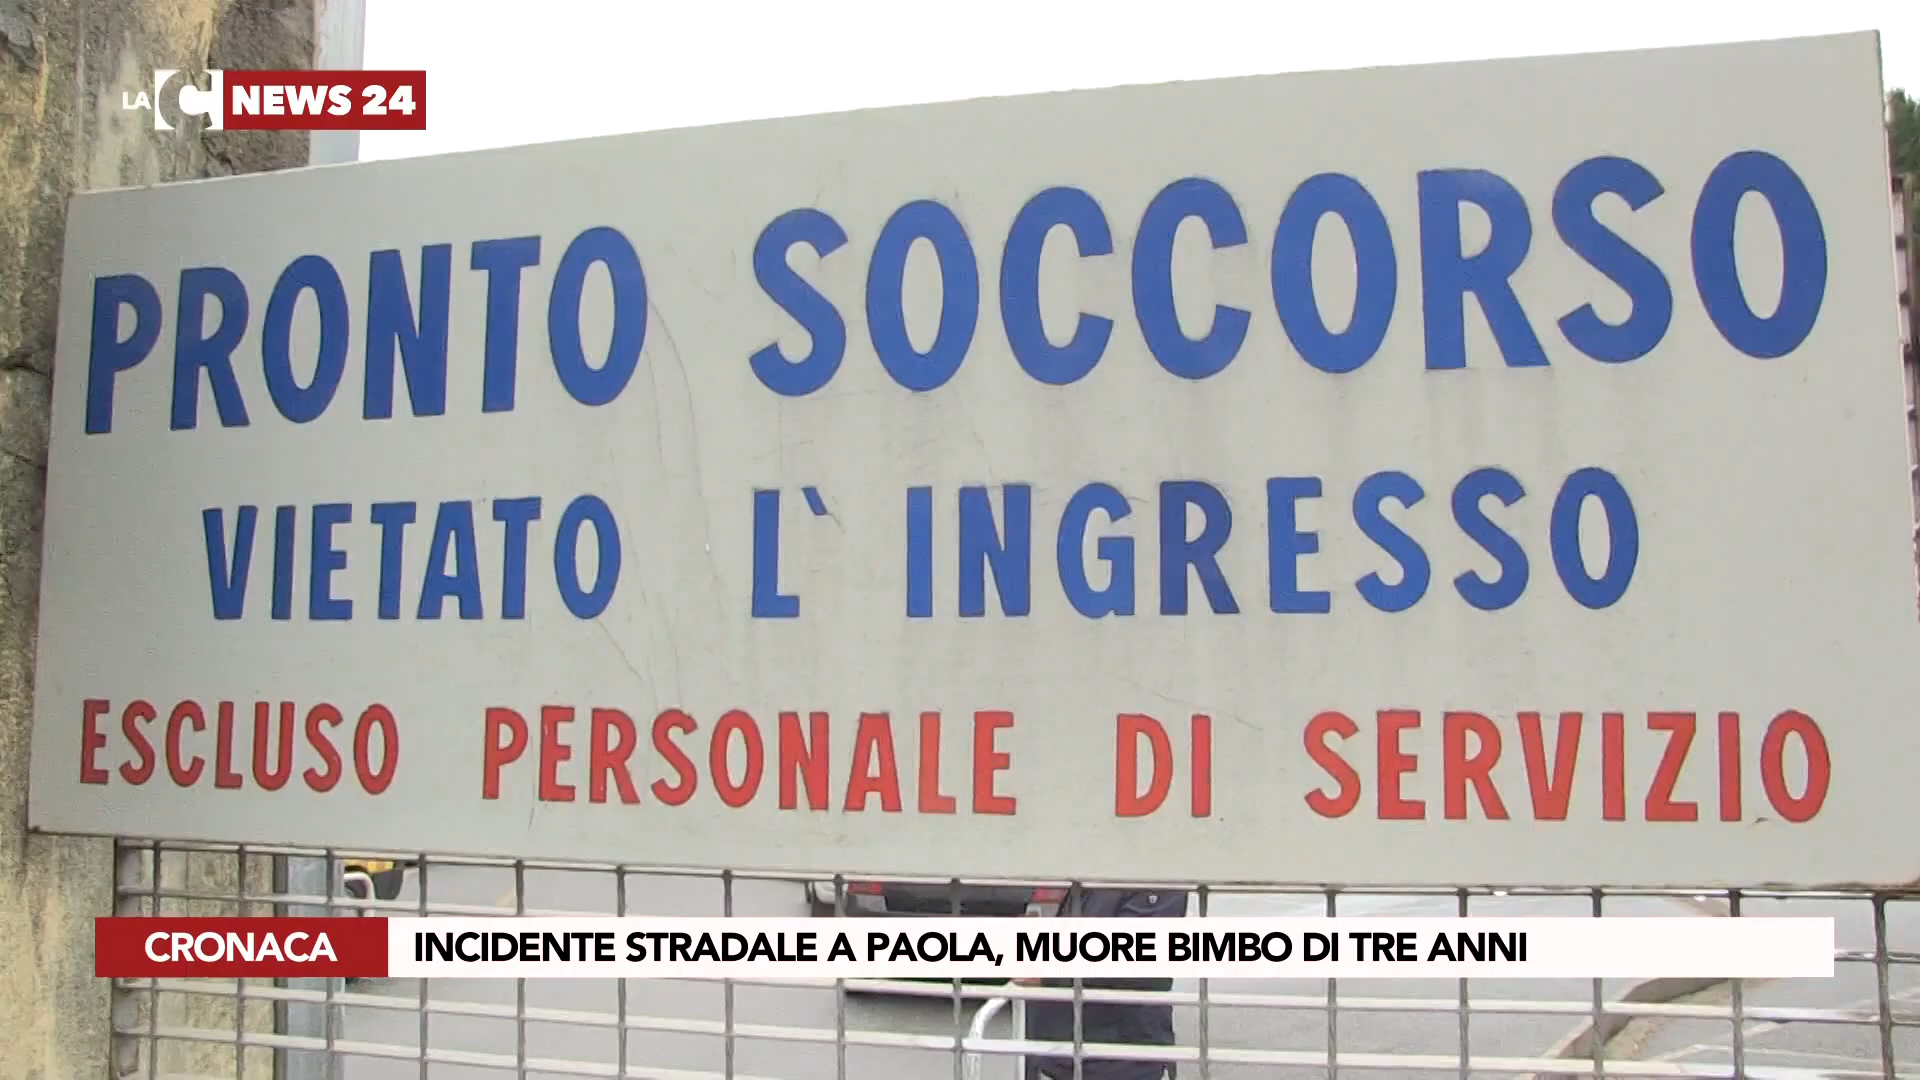 LA C NEWS 24
PRONTO SOCCORSO
VIETATO L` INGRESSO
ESCLUSO PERSONALE DI SERVIZIO
CRONACA
INCIDENTE STRADALE A PAOLA, MUORE BIMBO DI TRE ANNI